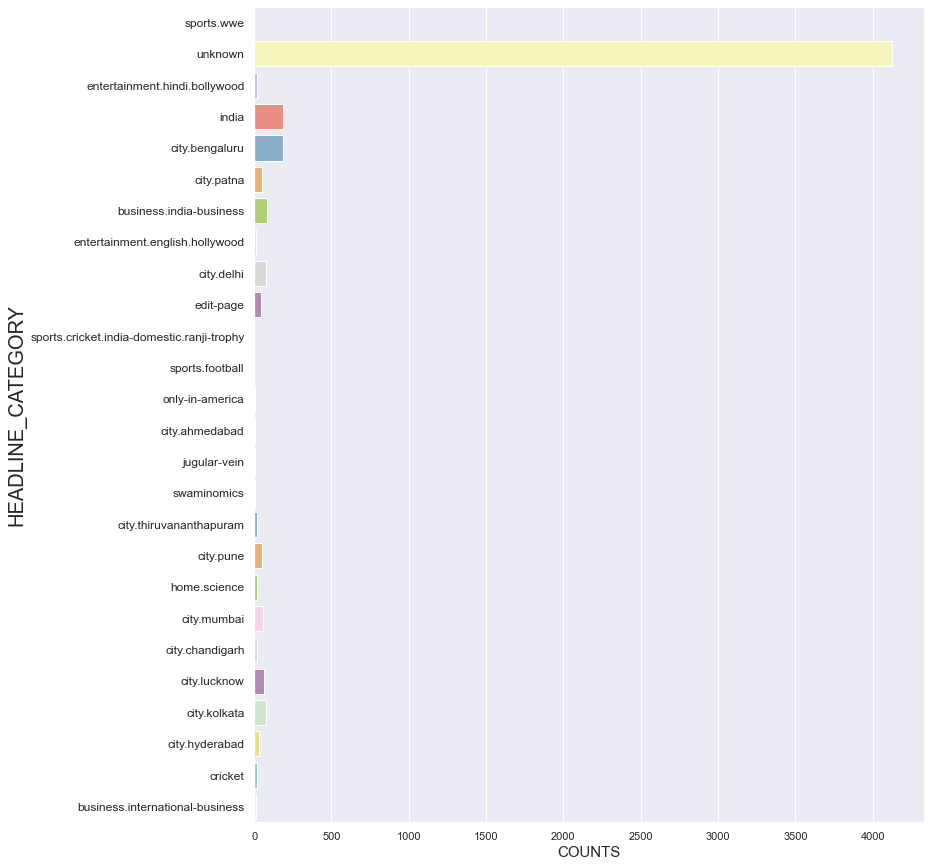 sports.wwe
unknown
entertainment.hindi.bollywood
india
city.bengaluru
city.patna
business.india-business
entertainment.english.hollywood
city.delhi
edit-page
sports.cricket.india-domestic.ranji-trophy
sports.football
only-in-america
city.ahmedabad
jugular-vein
swaminomics
city.thiruvananthapuram
city.pune
home.science
city.mumbai
city.chandigarh
city.lucknow
city.kolkata
city.hyderabad
cricket
business.international-business
HEADLINE_CATEGORY
0 500 1000 1500 2000 2500 3000 3500 4000
COUNTS